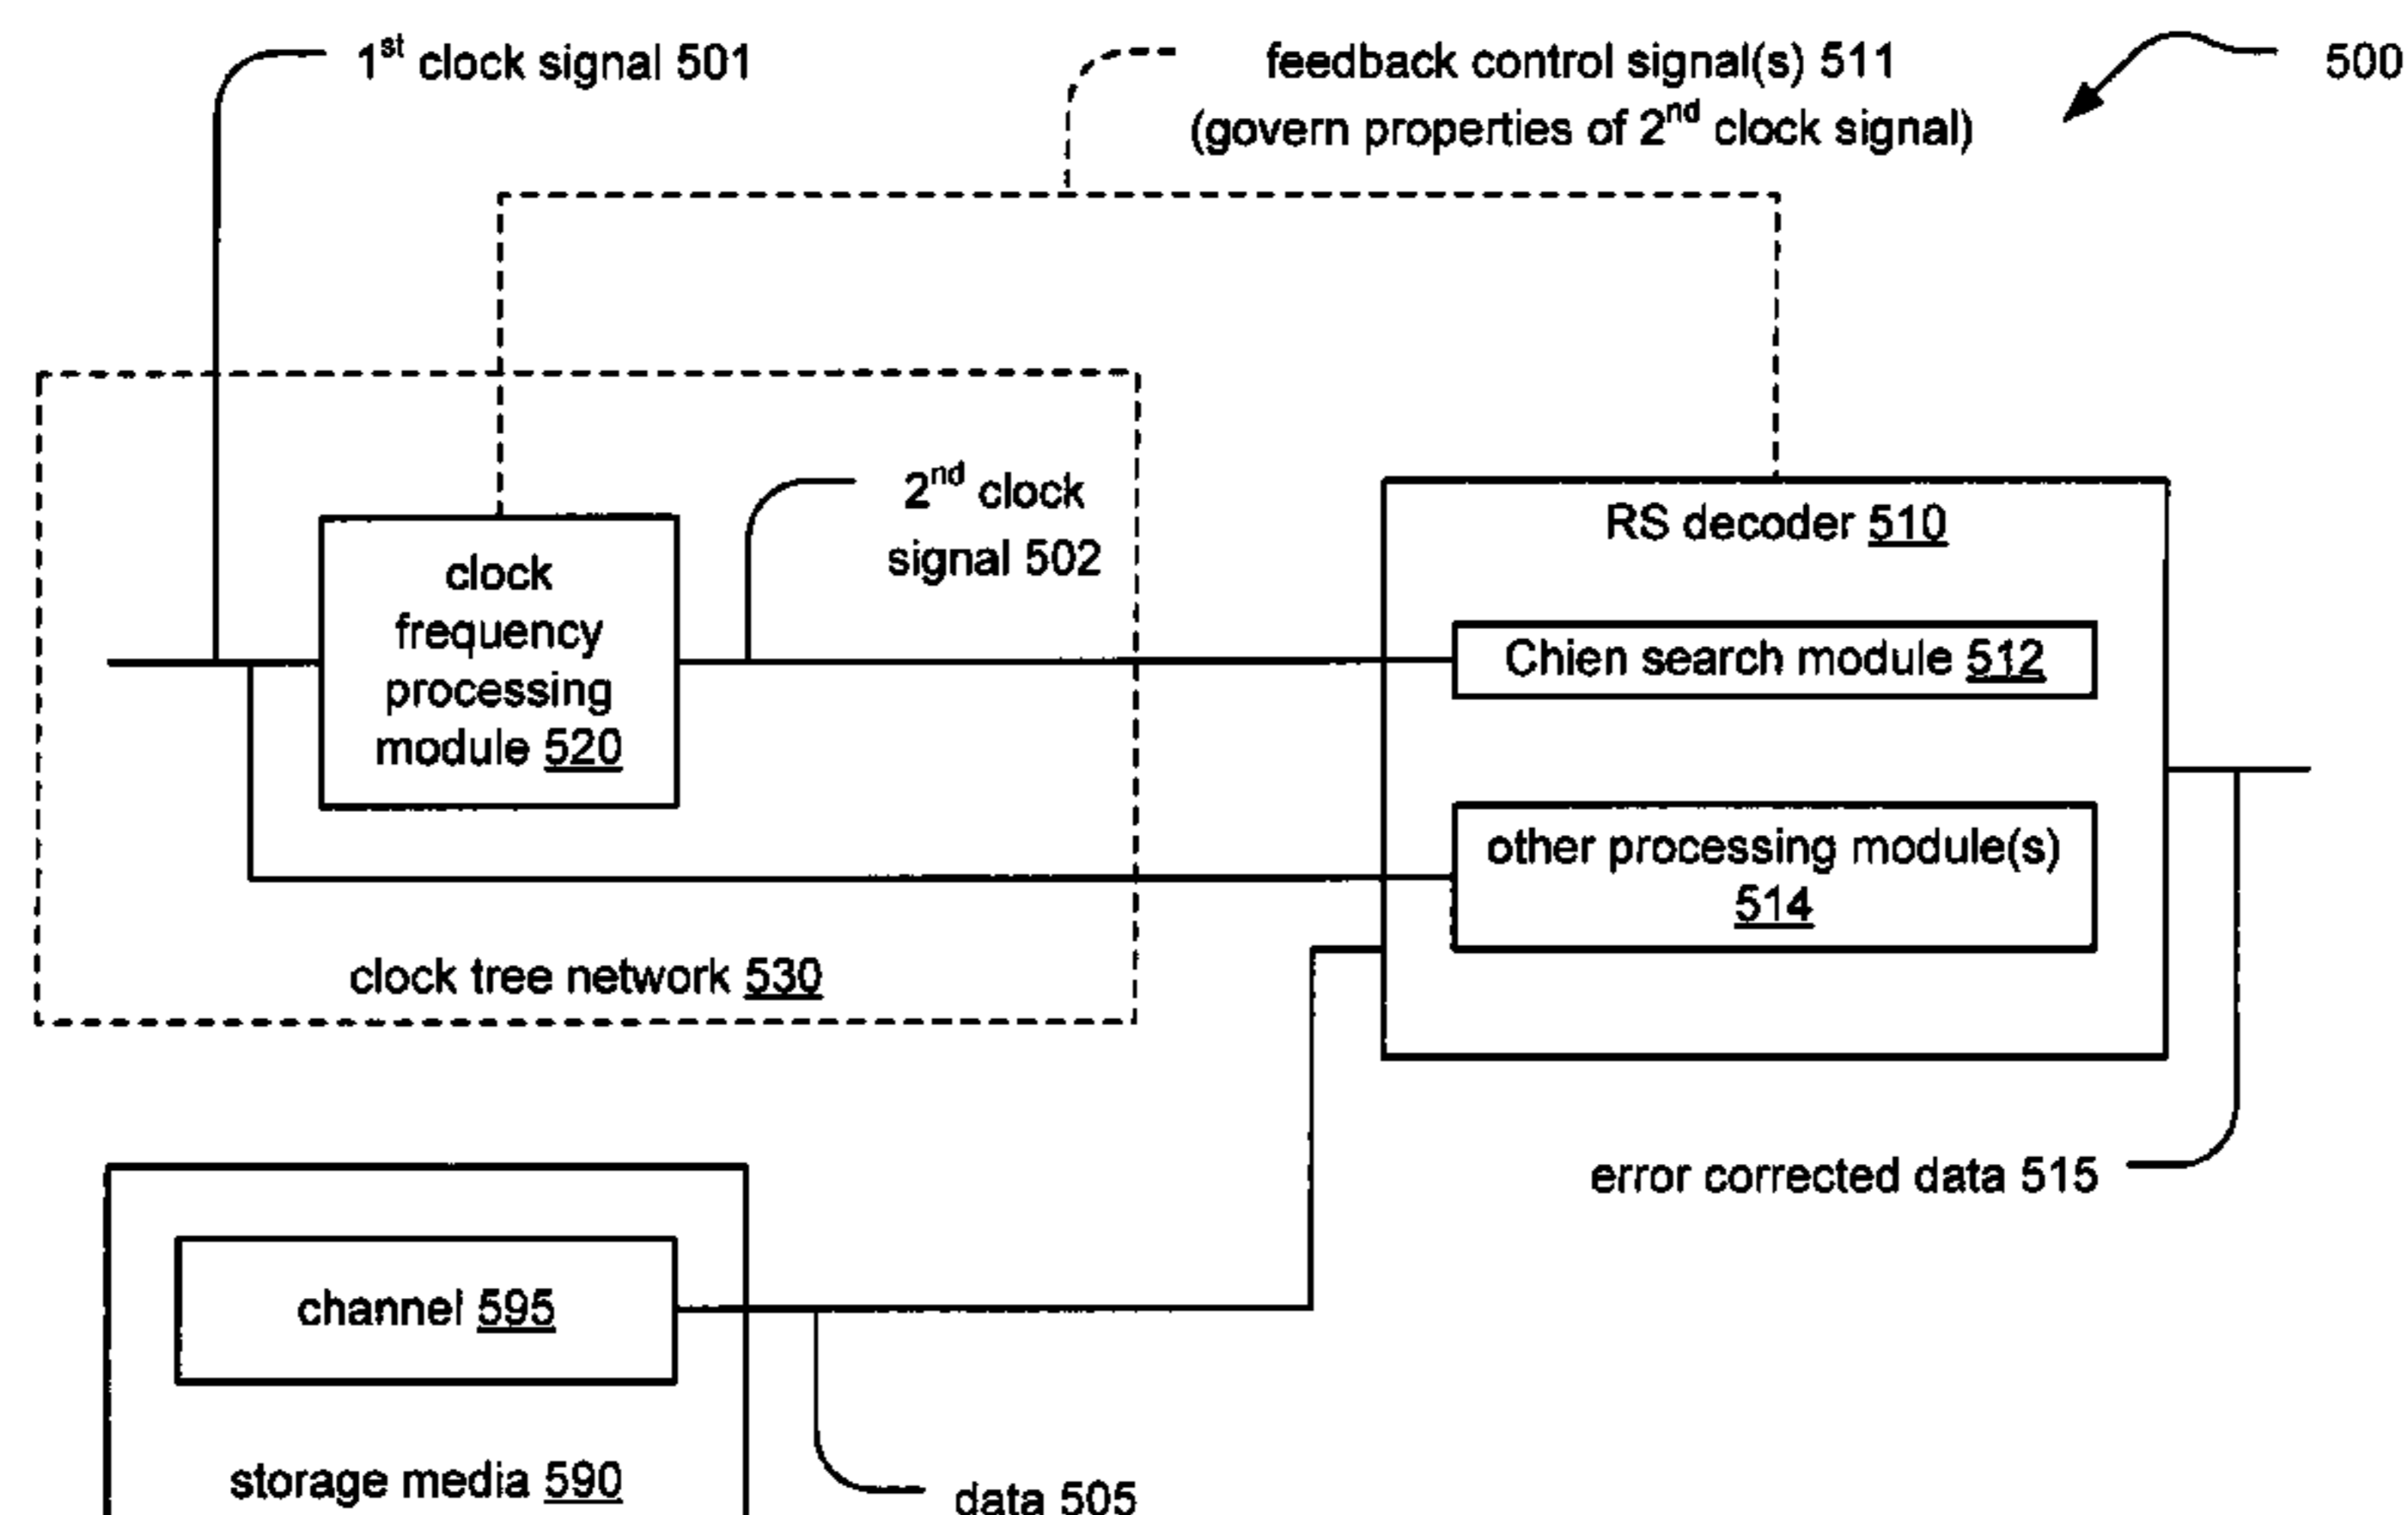 1st clock signal 501
feedback control signal(s) 511
(govern properties of 2nd clock signal)
500
2nd clock
signal 502
clock
frequency
processing
module 520
clock tree network 530
RS decoder 510
Chien search module 512
other processing module(s)
514
error corrected data 515
channel 595
storage media 590
data 505